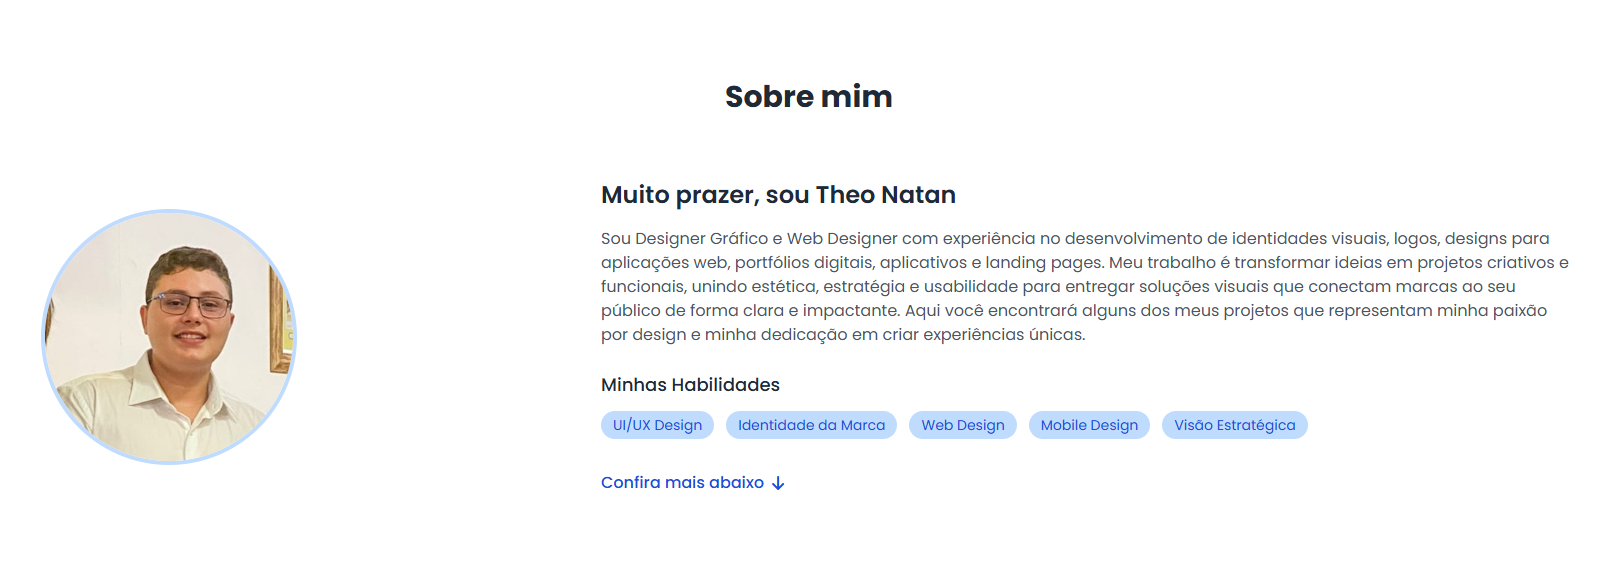 Sobre mim
Muito prazer, sou Theo Natan
Sou Designer Gráfico e Web Designer com experiência no desenvolvimento de identidades visuais, logos, designs para
aplicações web, portfólios digitais, aplicativos e landing pages. Meu trabalho é transformar ideias em projetos criativos e
funcionais, unindo estética, estratégia e usabilidade para entregar soluções visuais que conectam marcas ao seu
público de forma clara e impactante. Aqui você encontrará alguns dos meus projetos que representam minha paixão
por design e minha dedicação em criar experiências únicas.
Minhas Habilidades
UI/UX Design Identidade da Marca Web Design Mobile Design Visão Estratégica
Confira mais abaixo ↓